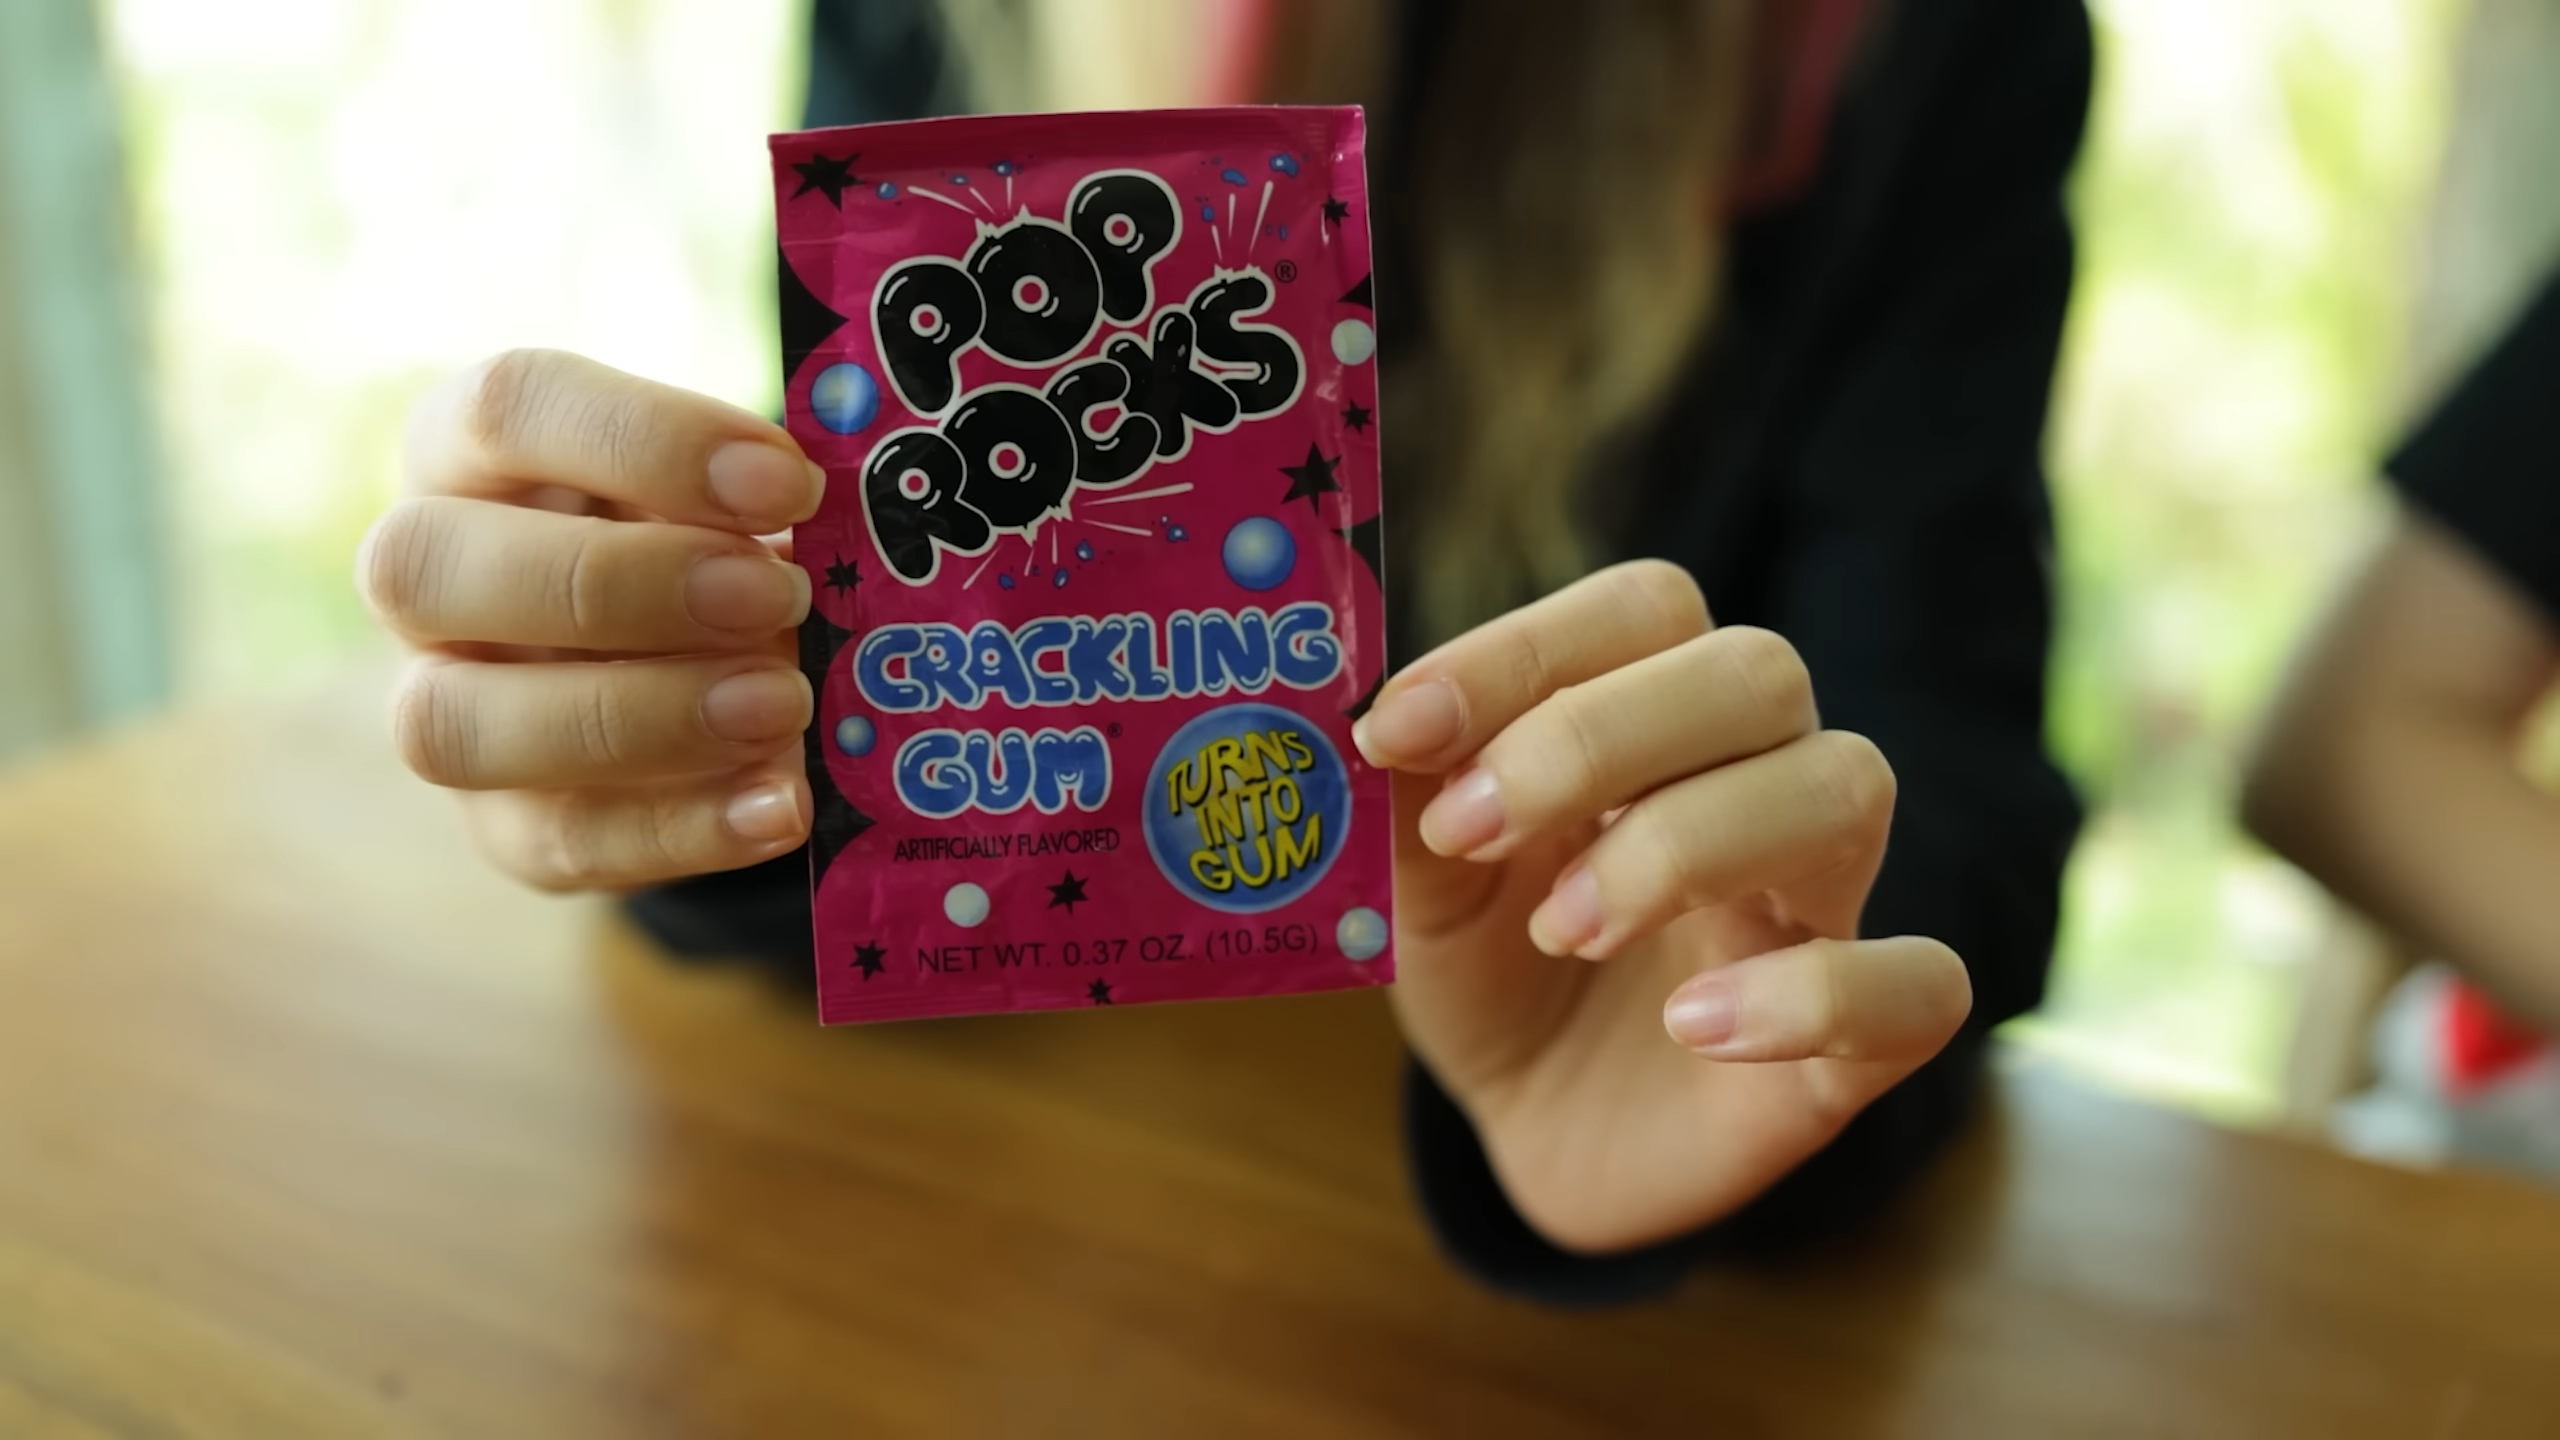 POP
ROCKS®
CRACKLING
GUM®
TURNS
INTO
GUM
ARTIFICIALLY FLAVORED
NET WT. 0.37 OZ. (10.5G)